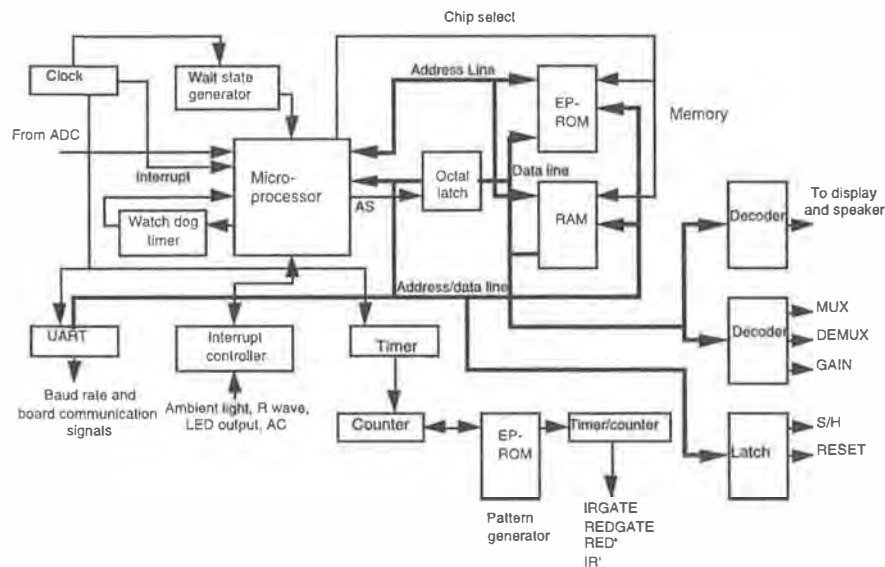 Chip select
Clock
Wait state
generator
Address Line
EP-
ROM
Memory
From ADC
Interrupt
Micro-
processor
AS
Octal
latch
Data line
RAM
Watch dog
timer
Decoder
To display
and speaker
Address/data line
UART
Interrupt
controller
Timer
Decoder
MUX
DEMUX
GAIN
Baud rate and
board communication
signals
Ambient light, R wave,
LED output, AC
Counter
EP-
ROM
Timer/counter
Latch
S/H
RESET
Pattern
generator
IRGATE
REDGATE
RED*
IR'